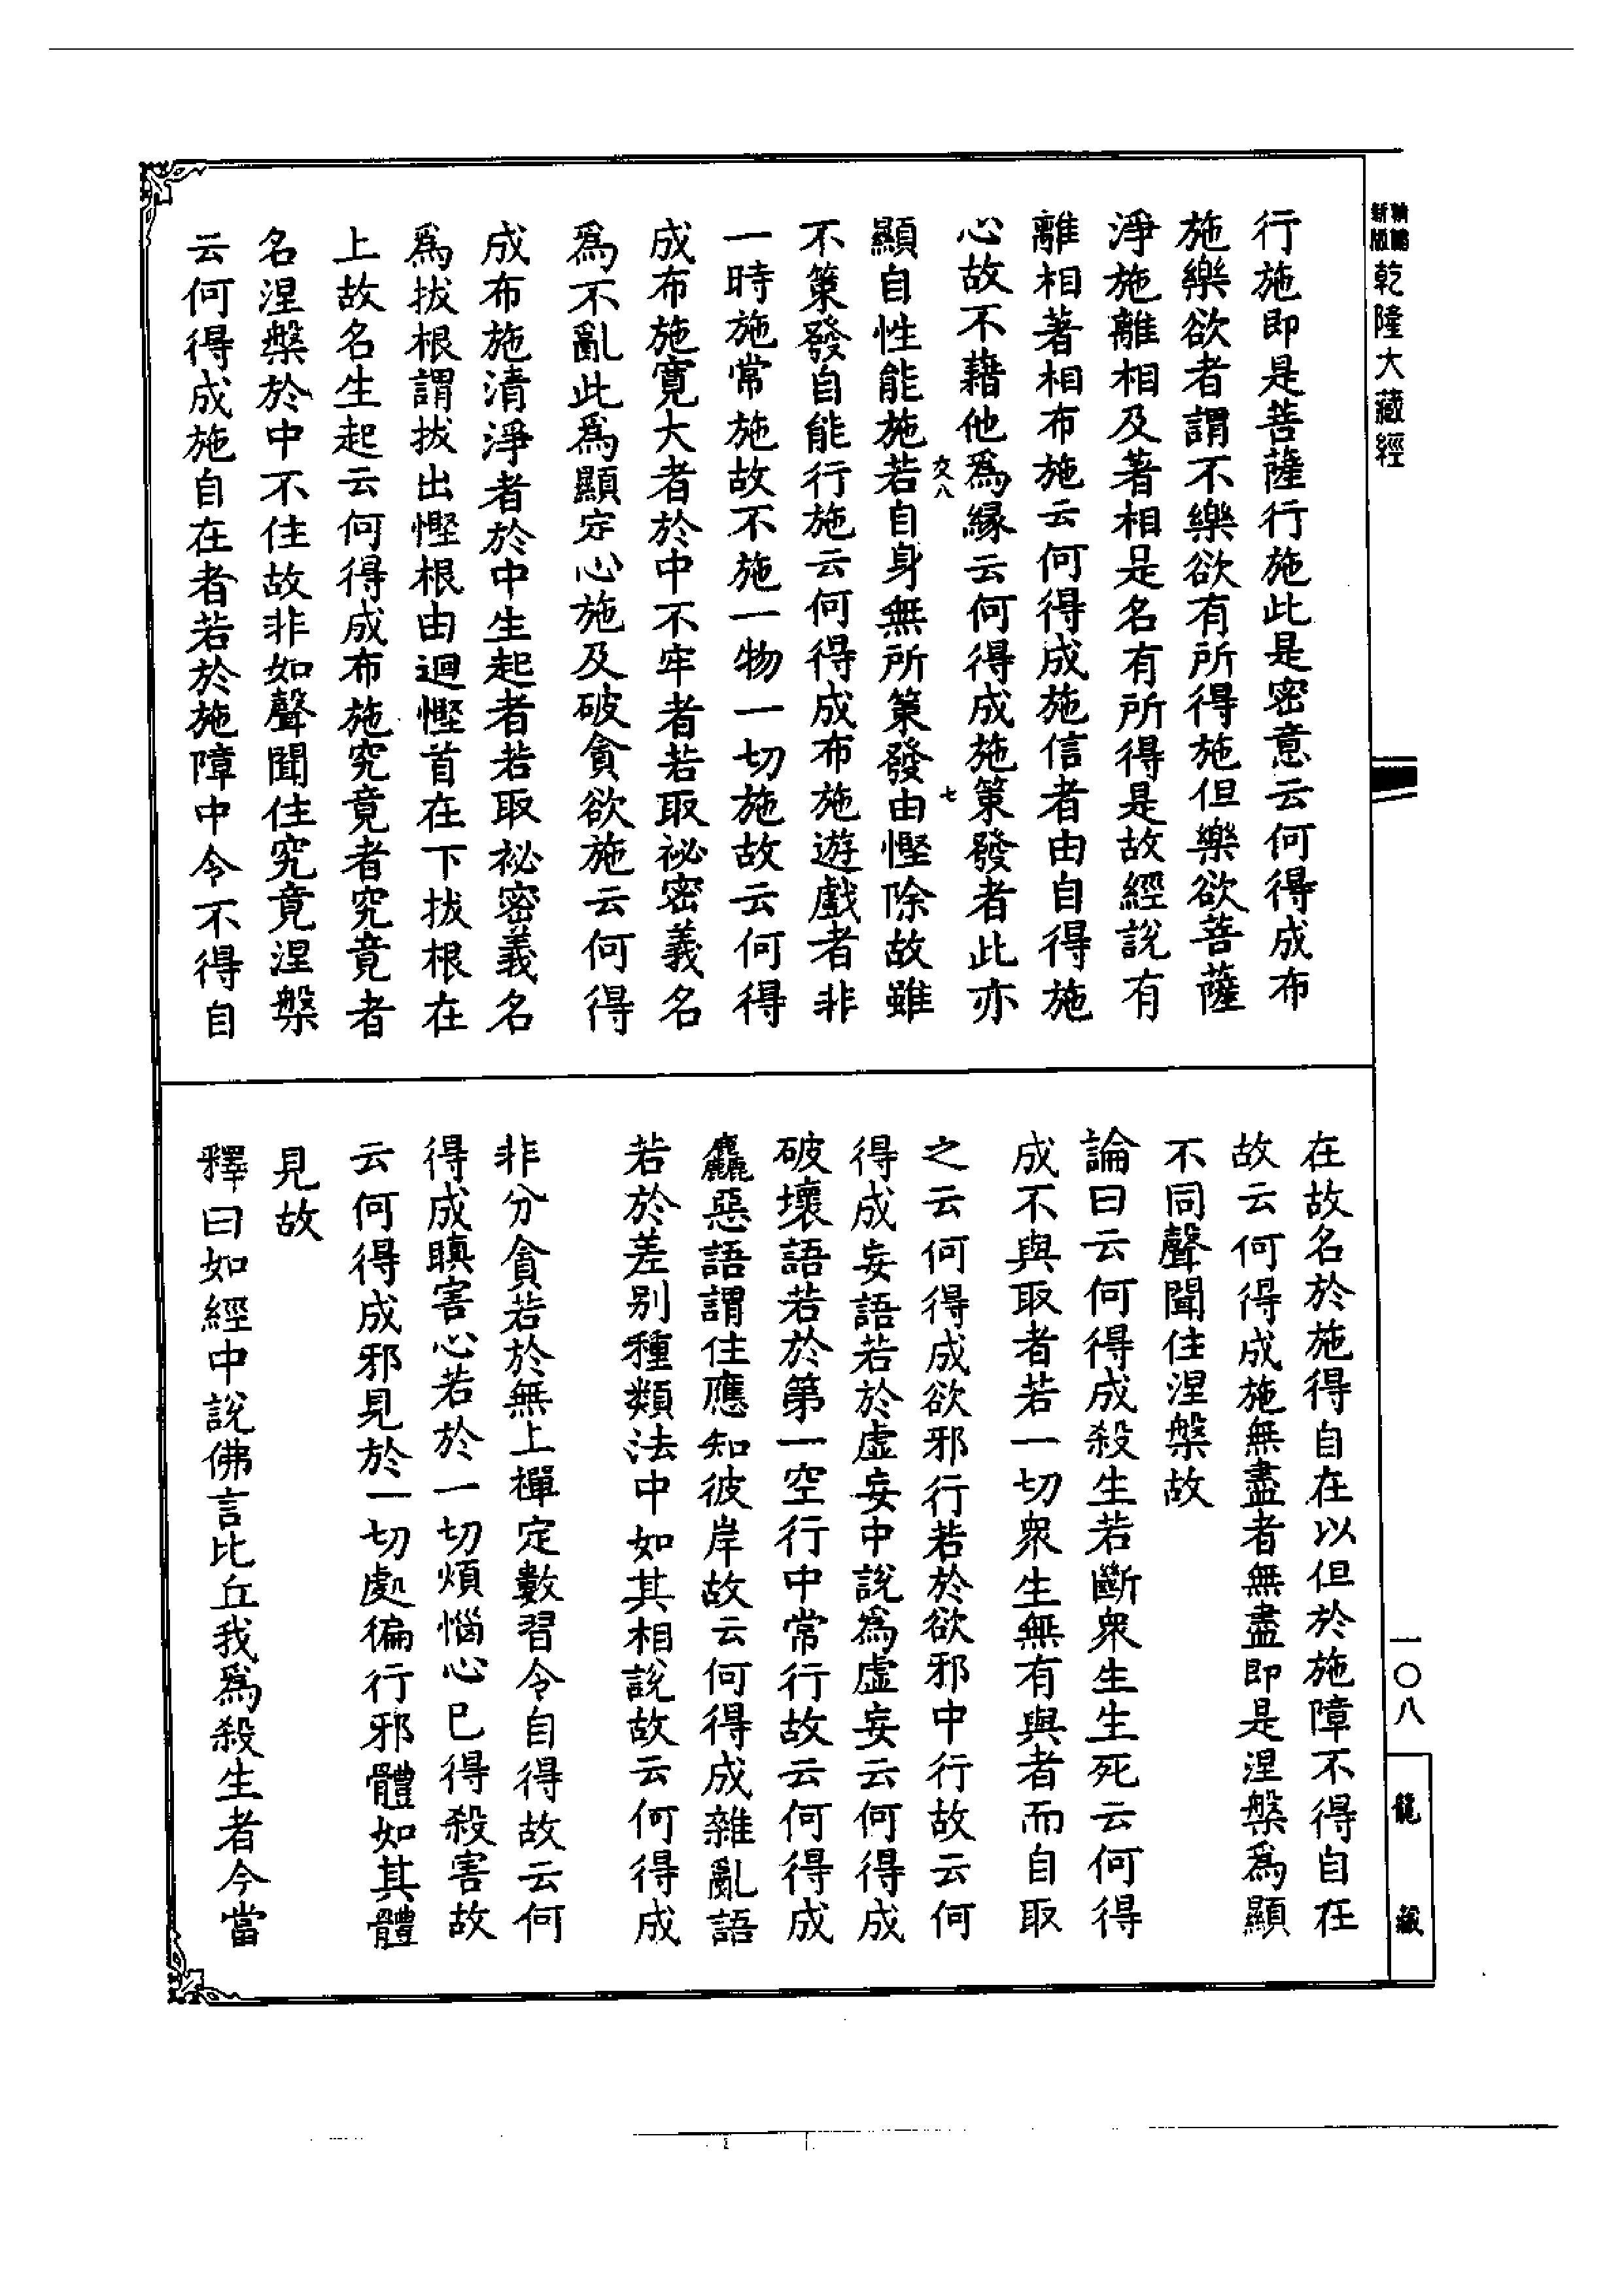 精縮新版乾隆大藏經
行施即是菩薩行施此是密意云何得成布
施樂欲者謂不樂欲有所得施但樂欲菩薩
淨施離相及著相是名有所得是故經說有
離相著相布施云何得成施信者由自得施
心故不藉他爲緣云何得成施策發者此亦
交八
七
顯自性能施若自身無所策發由慳除故雖
不策發自能行施云何得成布施遊戲者非
一時施常施故不施一物一切施故云何得
成布施寬大者於中不牢者若取祕密義名
爲不亂此爲顯定心施及破貪欲施云何得
成布施清淨者於中生起者若取祕密義名
爲拔根謂拔出慳根由迴慳首在下拔根在
上故名生起云何得成布施究竟者究竟者
名涅槃於中不住故非如聲聞住究竟涅槃
云何得成施自在者若於施障中令不得自
在故名於施得自在以但於施障不得自在
故云何得成施無盡者無盡即是涅槃爲顯
不同聲聞住涅槃故
論曰云何得成殺生若斷衆生生死云何得
成不與取者若一切衆生無有與者而自取
之云何得成欲邪行若於欲邪中行故云何
得成妄語若於虛妄中說爲虛妄云何得成
破壞語若於第一空行中常行故云何得成
麤惡語謂住應知彼岸故云何得成雜亂語
若於差別種類法中如其相說故云何得成
非分貪若於無上禪定數習令自得故云何
得成瞋害心若於一切煩惱心已得殺害故
云何得成邪見於一切處徧行邪體如其體
見故
釋曰如經中說佛言比丘我爲殺生者今當
一〇八
龍藏